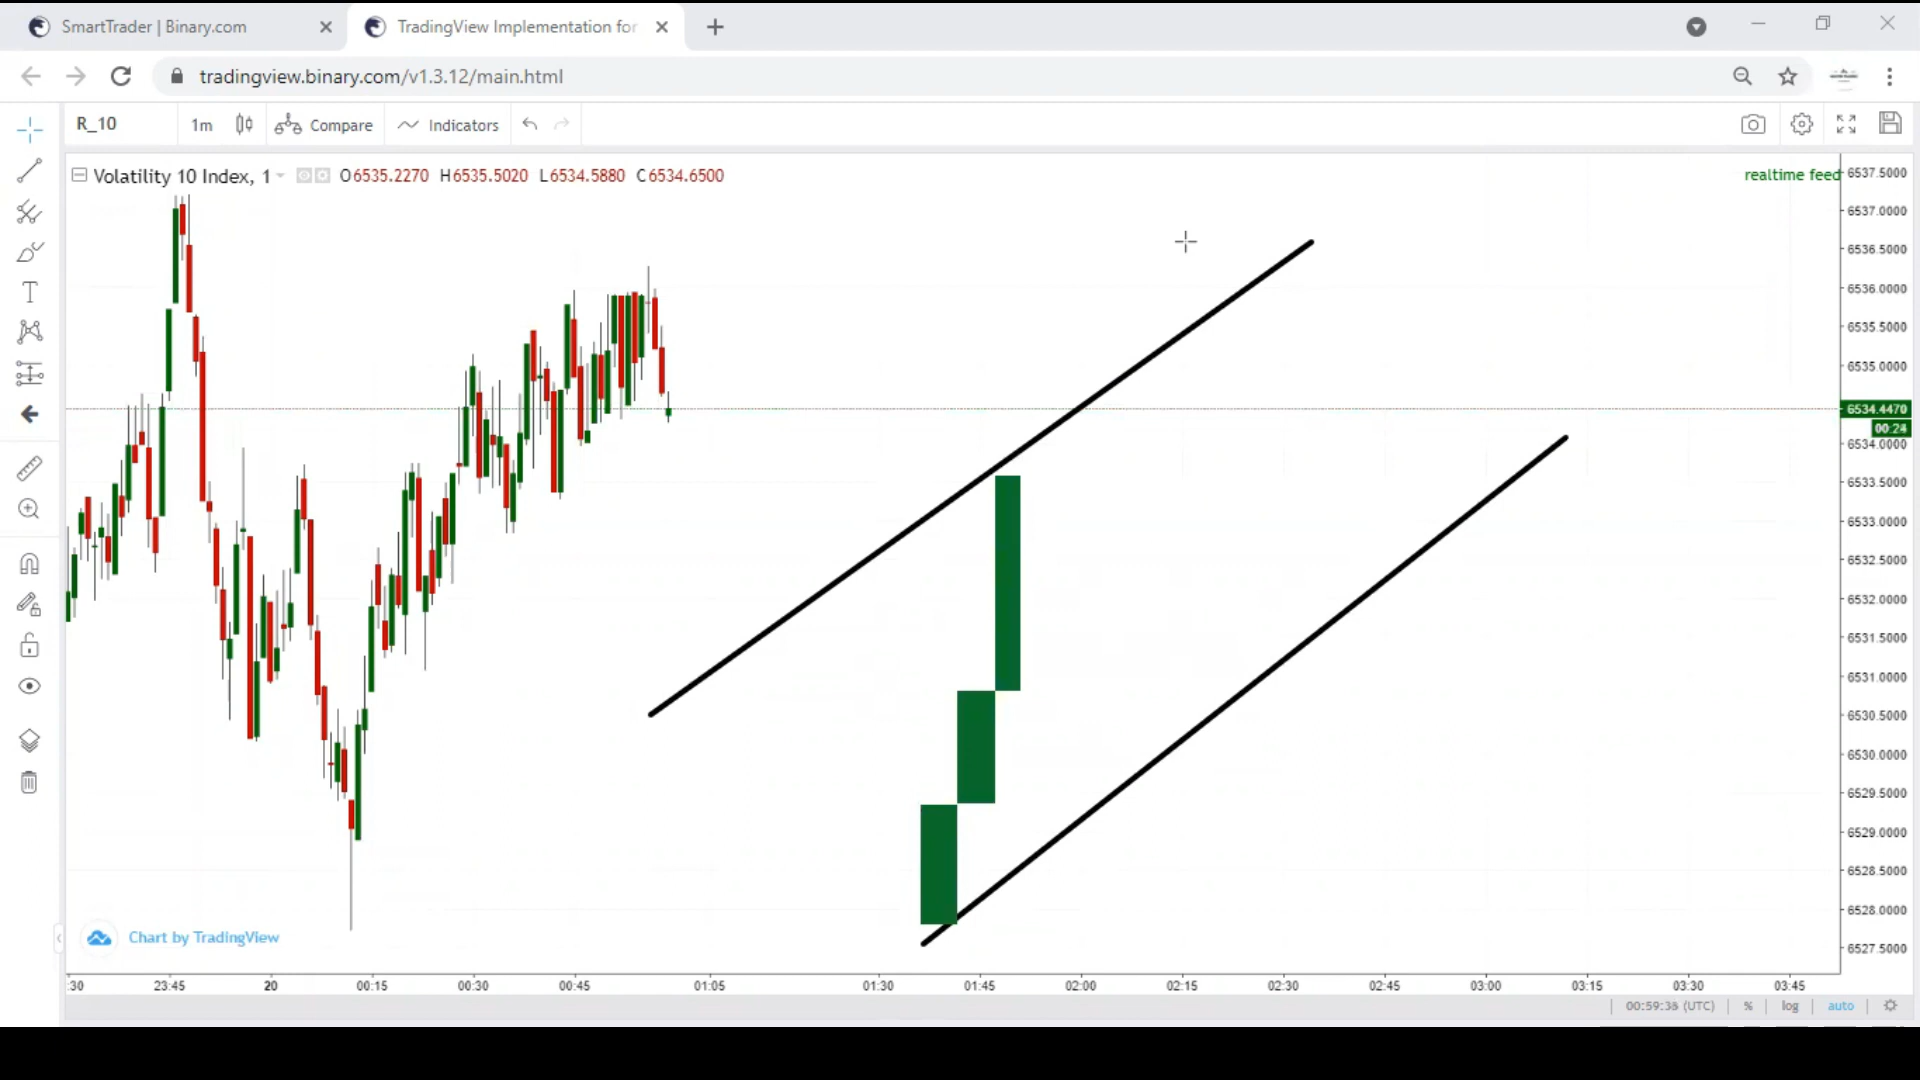 SmartTrader | Binary.com
TradingView Implementation for
tradingview.binary.com/v1.3.12/main.html
R_10 1m Compare Indicators
Volatility 10 Index, 1 O6535.2270 H6535.5020 L6534.5880 C6534.6500
realtime feed
6537.5000
6537.0000
6536.5000
6536.0000
6535.5000
6535.0000
6534.4470
00:24
6534.0000
6533.5000
6533.0000
6532.5000
6532.0000
6531.5000
6531.0000
6530.5000
6530.0000
6529.5000
6529.0000
6528.5000
6528.0000
6527.5000
Chart by TradingView
:30 23:45 20 00:15 00:30 00:45 01:05 01:30 01:45 02:00 02:15 02:30 02:45 03:00 03:15 03:30 03:45
00:59:38 (UTC) % log auto